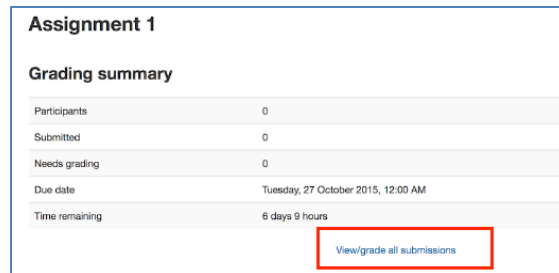 Assignment 1
Grading summary
Participants 0
Submitted 0
Needs grading 0
Due date Tuesday, 27 October 2015, 12:00 AM
Time remaining 6 days 9 hours
View/grade all submissions